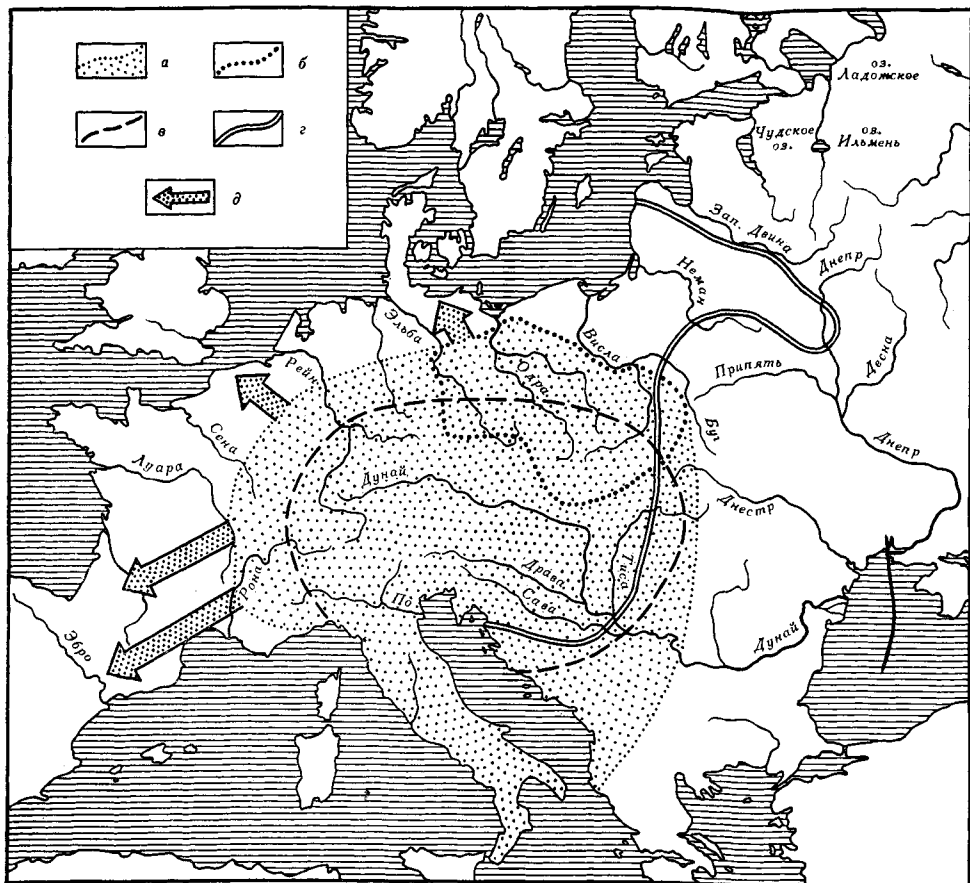 а
б
в
г
д
оз.
Ладожское
Чудское
оз.
оз.
Ильмень
Зап. Двина
Днепр
Неман
Десна
Эльба
Висла
Рейн
Одра
Припять
Буг
Сена
Луара
Днепр
Дунай
Днестр
Тиса
Драва
Сава
Рона
По
Эбро
Дунай